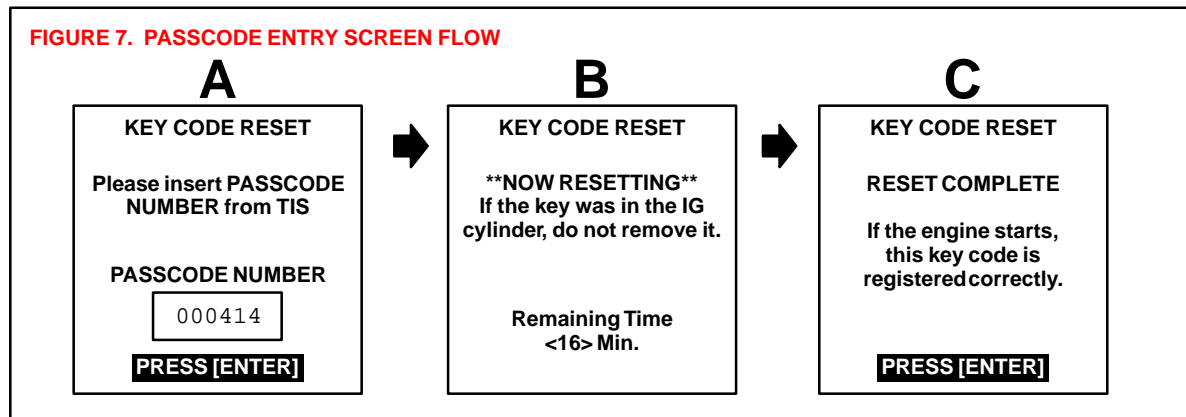 FIGURE 7. PASSCODE ENTRY SCREEN FLOW
A
KEY CODE RESET
Please insert PASSCODE
NUMBER from TIS
PASSCODE NUMBER
000414
PRESS [ENTER]
B
KEY CODE RESET
**NOW RESETTING**
If the key was in the IG
cylinder, do not remove it.
Remaining Time
<16> Min.
C
KEY CODE RESET
RESET COMPLETE
If the engine starts,
this key code is
registered correctly.
PRESS [ENTER]